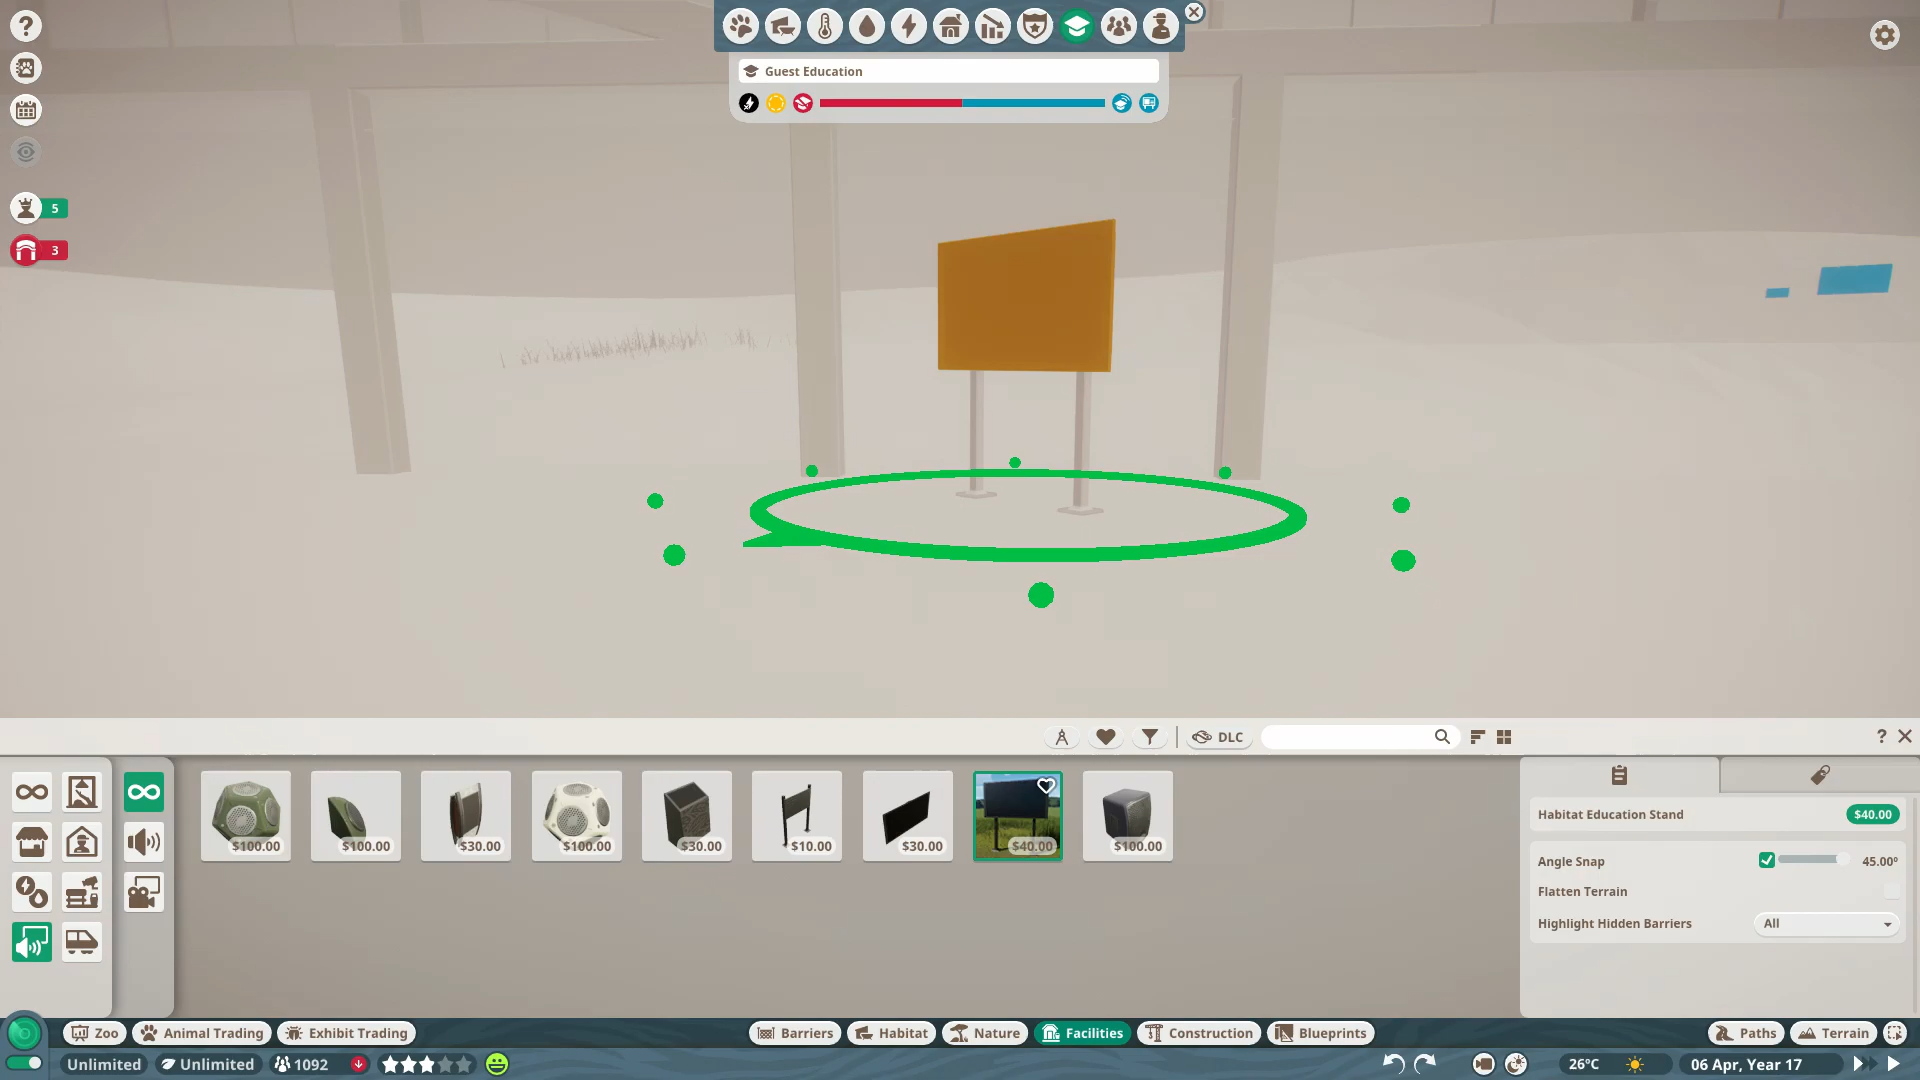 Guest Education
5
3
DLC
$100.00
$100.00
$30.00
$100.00
$30.00
$10.00
$30.00
$40.00
$100.00
Habitat Education Stand
$40.00
Angle Snap
45.00°
Flatten Terrain
Highlight Hidden Barriers
All
Zoo
Animal Trading
Exhibit Trading
Barriers
Habitat
Nature
Facilities
Construction
Blueprints
Paths
Terrain
Unlimited
Unlimited
1092
26°C
06 Apr, Year 17